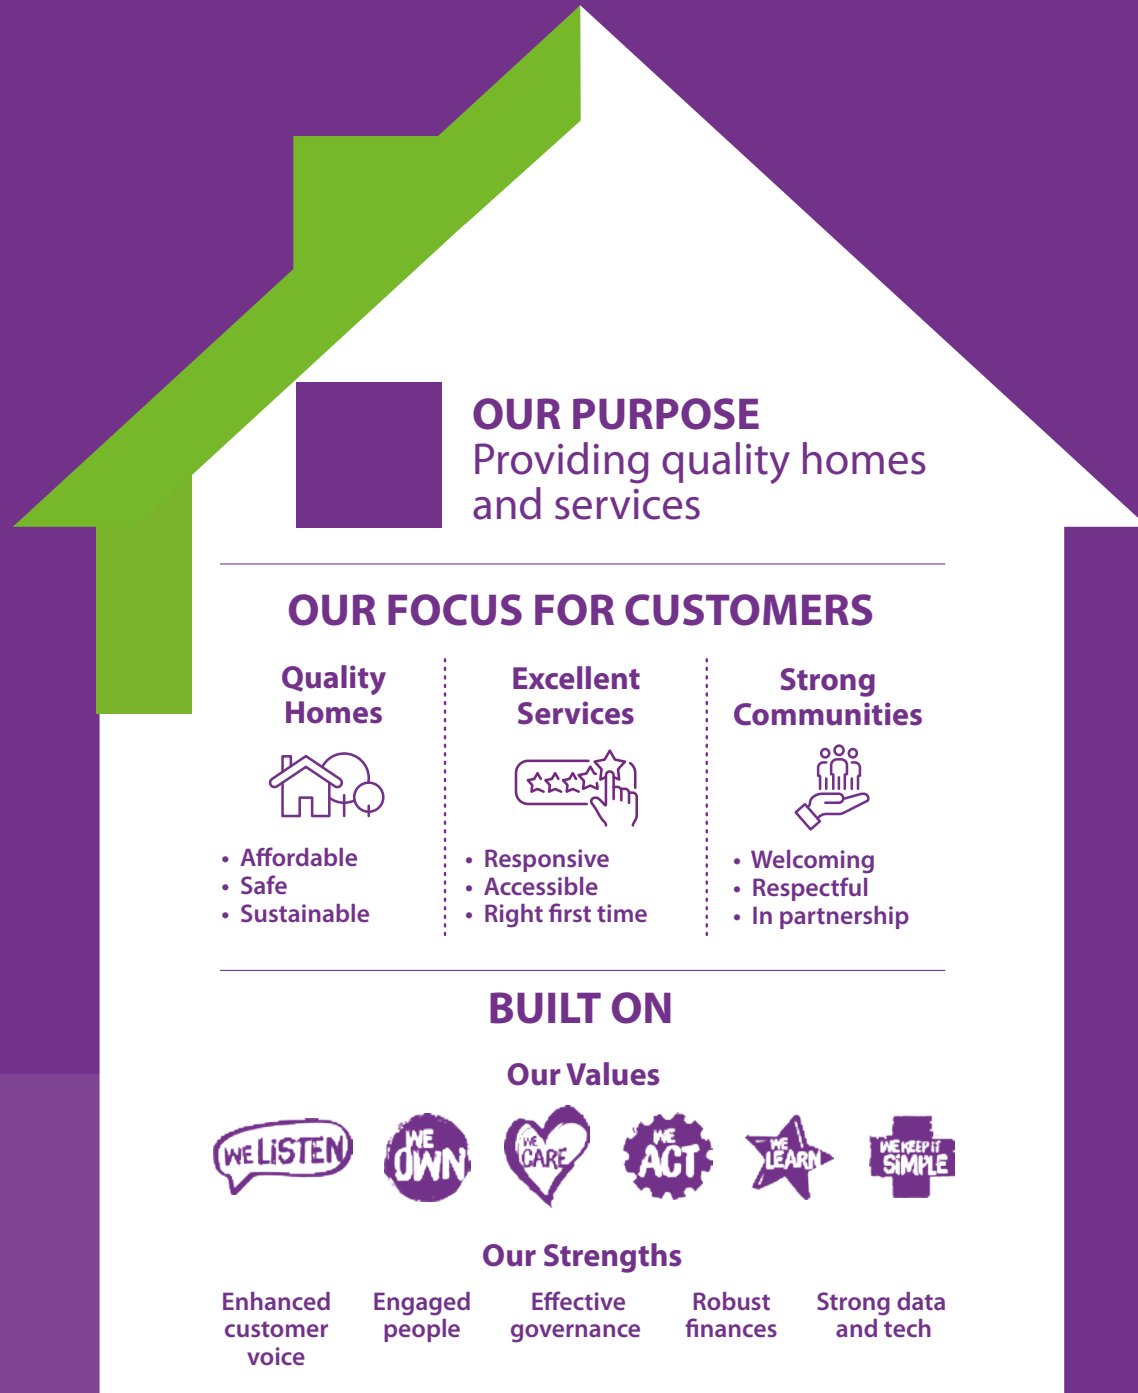 OUR PURPOSE
Providing quality homes
and services
OUR FOCUS FOR CUSTOMERS
Quality
Homes
• Affordable
• Safe
• Sustainable
Excellent
Services
• Responsive
• Accessible
• Right first time
Strong
Communities
• Welcoming
• Respectful
• In partnership
BUILT ON
Our Values
WE LiSTEN
WE
OWN
WE
CARE
WE
ACT
WE
LEARN
WE KEEP iT
SiMPLE
Our Strengths
Enhanced
customer
voice
Engaged
people
Effective
governance
Robust
finances
Strong data
and tech